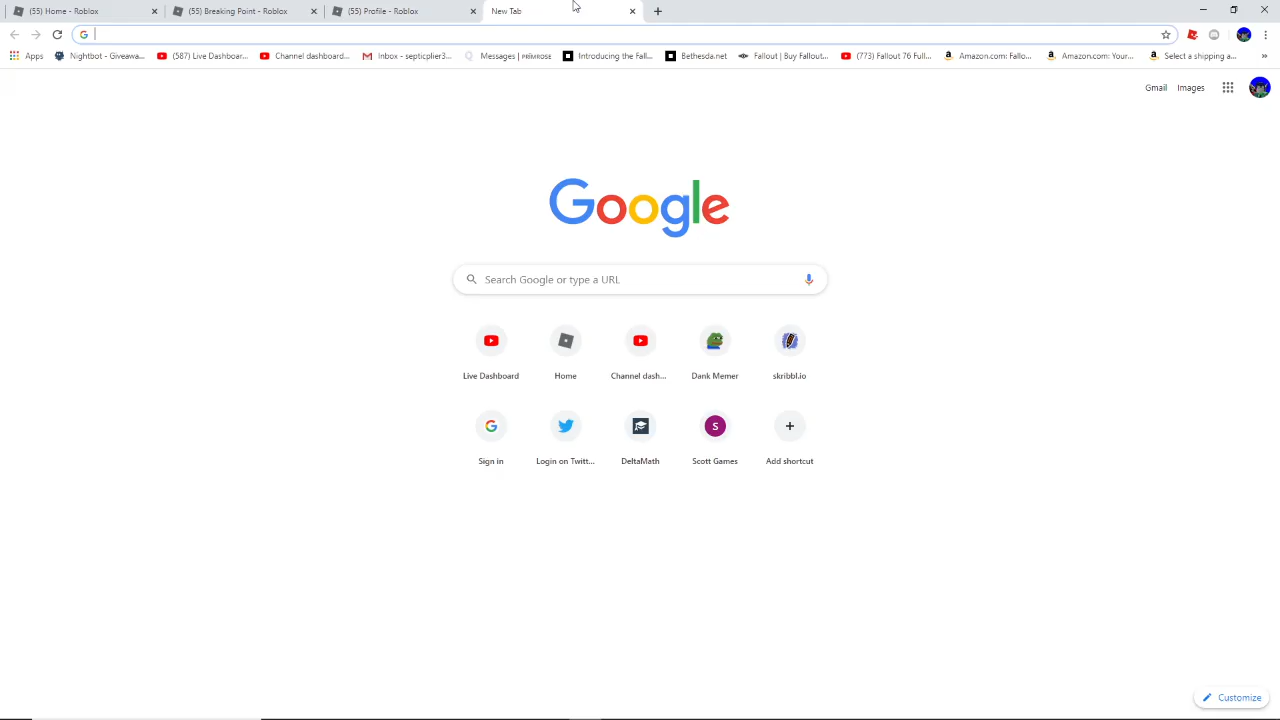 (55) Home - Roblox (55) Breaking Point - Roblox (55) Profile - Roblox New Tab
Apps Nightbot - Giveawa... (587) Live Dashboar... Channel dashboard... Inbox - septicplier3... Messages | ᴘʀɪᴍʀᴏsᴇ Introducing the Fall... Bethesda.net Fallout | Buy Fallout... (773) Fallout 76 Full... Amazon.com: Fallo... Amazon.com: Your... Select a shipping a... »
Gmail Images
Google
Search Google or type a URL
Live Dashboard Home Channel dash... Dank Memer skribbl.io
S
Sign in Login on Twitt... DeltaMath Scott Games Add shortcut
Customize